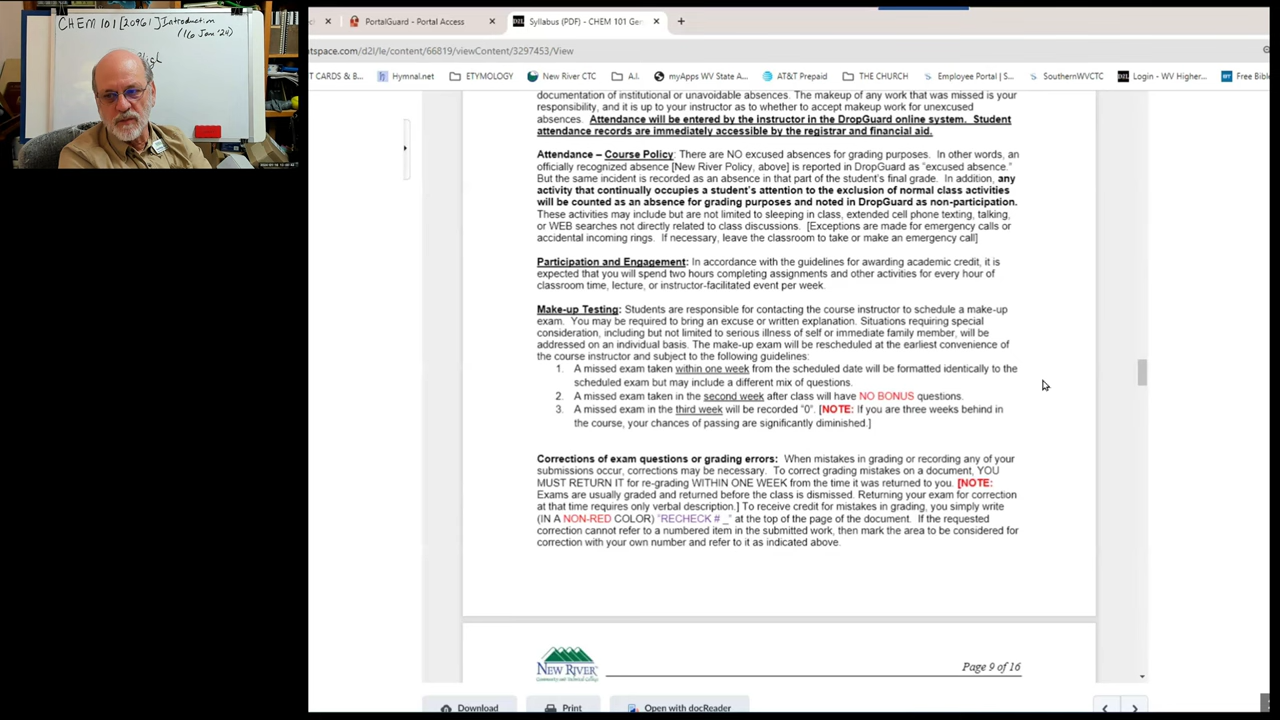 CHEM 101 [20961] Introduction
(16 Jan '24)
PortalGuard - Portal Access
Syllabus (PDF) - CHEM 101 Ge
tspace.com/d2l/le/content/66819/viewContent/3297453/View
T CARDS & B...
Hymnal.net
ETYMOLOGY
New River CTC
A.I.
myApps WV State A...
AT&T Prepaid
THE CHURCH
Employee Portal | S...
SouthernWVCTC
Login - WV Higher...
Free Bible
documentation of institutional or unavoidable absences. The makeup of any work that was missed is your
responsibility, and it is up to your instructor as to whether to accept makeup work for unexcused
absences. Attendance will be entered by the instructor in the DropGuard online system. Student
attendance records are immediately accessible by the registrar and financial aid.
Attendance – Course Policy: There are NO excused absences for grading purposes. In other words, an
officially recognized absence [New River Policy, above] is reported in DropGuard as "excused absence."
But the same incident is recorded as an absence in that part of the student's final grade. In addition, any
activity that continually occupies a student's attention to the exclusion of normal class activities
will be counted as an absence for grading purposes and noted in DropGuard as non-participation.
These activities may include but are not limited to sleeping in class, extended cell phone texting, talking,
or WEB searches not directly related to class discussions. [Exceptions are made for emergency calls or
accidental incoming rings. If necessary, leave the classroom to take or make an emergency call]
Participation and Engagement: In accordance with the guidelines for awarding academic credit, it is
expected that you will spend two hours completing assignments and other activities for every hour of
classroom time, lecture, or instructor-facilitated event per week.
Make-up Testing: Students are responsible for contacting the course instructor to schedule a make-up
exam. You may be required to bring an excuse or written explanation. Situations requiring special
consideration, including but not limited to serious illness of self or immediate family member, will be
addressed on an individual basis. The make-up exam will be rescheduled at the earliest convenience of
the course instructor and subject to the following guidelines:
1. A missed exam taken within one week from the scheduled date will be formatted identically to the
scheduled exam but may include a different mix of questions.
2. A missed exam taken in the second week after class will have NO BONUS questions.
3. A missed exam in the third week will be recorded "0". [NOTE: If you are three weeks behind in
the course, your chances of passing are significantly diminished.]
Corrections of exam questions or grading errors: When mistakes in grading or recording any of your
submissions occur, corrections may be necessary. To correct grading mistakes on a document, YOU
MUST RETURN IT for re-grading WITHIN ONE WEEK from the time it was returned to you. [NOTE:
Exams are usually graded and returned before the class is dismissed. Returning your exam for correction
at that time requires only verbal description.] To receive credit for mistakes in grading, you simply write
(IN A NON-RED COLOR) "RECHECK # _" at the top of the page of the document. If the requested
correction cannot refer to a numbered item in the submitted work, then mark the area to be considered for
correction with your own number and refer to it as indicated above.
NEW RIVER
Page 9 of 16
Download
Print
Open with docReader